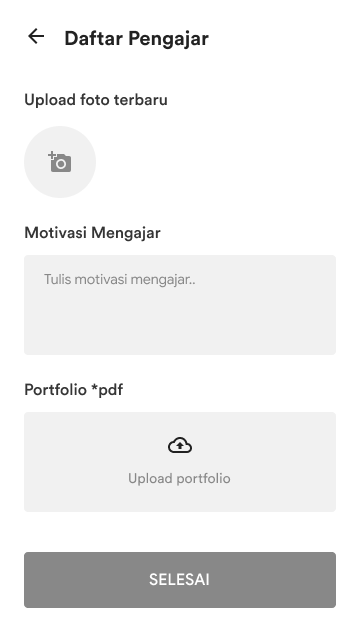 Daftar Pengajar
Upload foto terbaru
Motivasi Mengajar
Tulis motivasi mengajar..
Portfolio *pdf
Upload portfolio
SELESAI